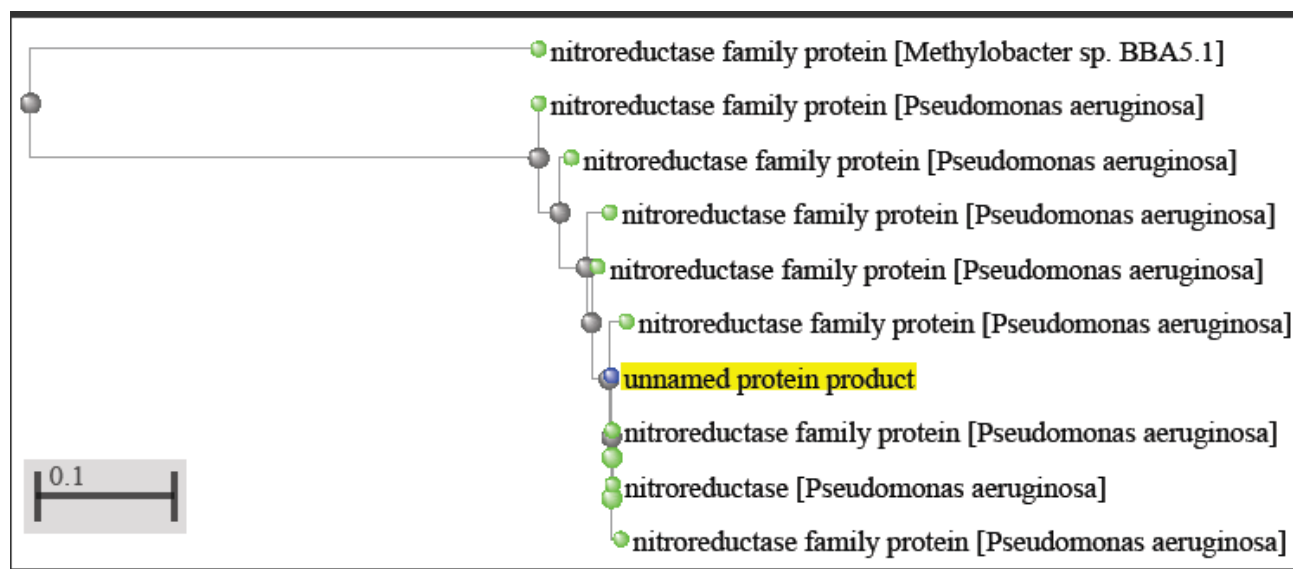 nitroreductase family protein [Methylobacter sp. BBA5.1]
nitroreductase family protein [Pseudomonas aeruginosa]
nitroreductase family protein [Pseudomonas aeruginosa]
nitroreductase family protein [Pseudomonas aeruginosa]
nitroreductase family protein [Pseudomonas aeruginosa]
nitroreductase family protein [Pseudomonas aeruginosa]
unnamed protein product
nitroreductase family protein [Pseudomonas aeruginosa]
0.1
nitroreductase [Pseudomonas aeruginosa]
nitroreductase family protein [Pseudomonas aeruginosa]